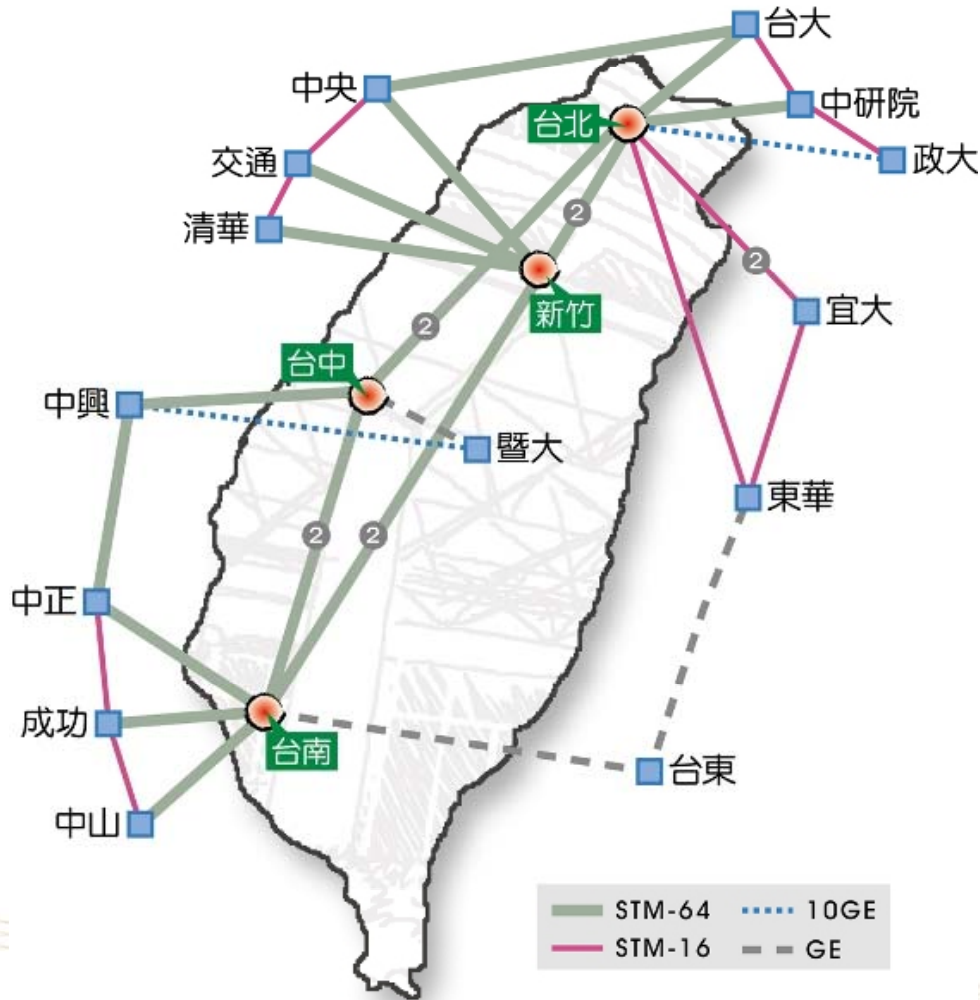 台大
中央
中研院
台北
交通
政大
清華
2
2
新竹
宜大
2
台中
中興
暨大
東華
2
2
中正
成功
台南
台東
中山
STM-64
10GE
STM-16
GE